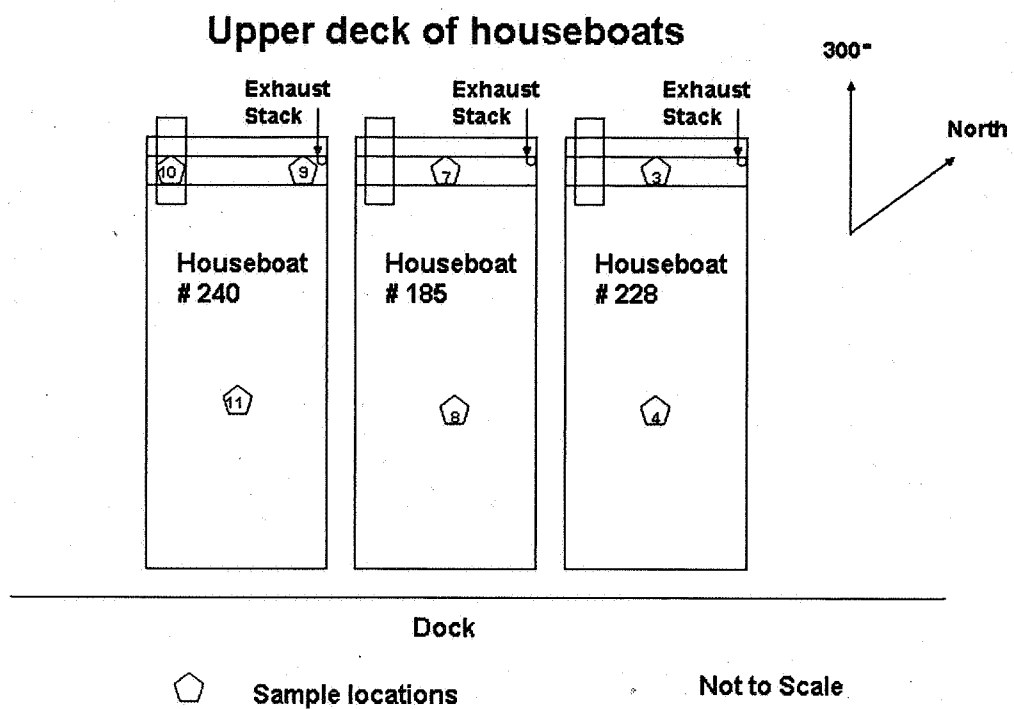 Upper deck of houseboats
300°
Exhaust
Stack
Exhaust
Stack
Exhaust
Stack
North
10
9
7
3
Houseboat
# 240
Houseboat
# 185
Houseboat
# 228
11
8
4
Dock
Sample locations
Not to Scale